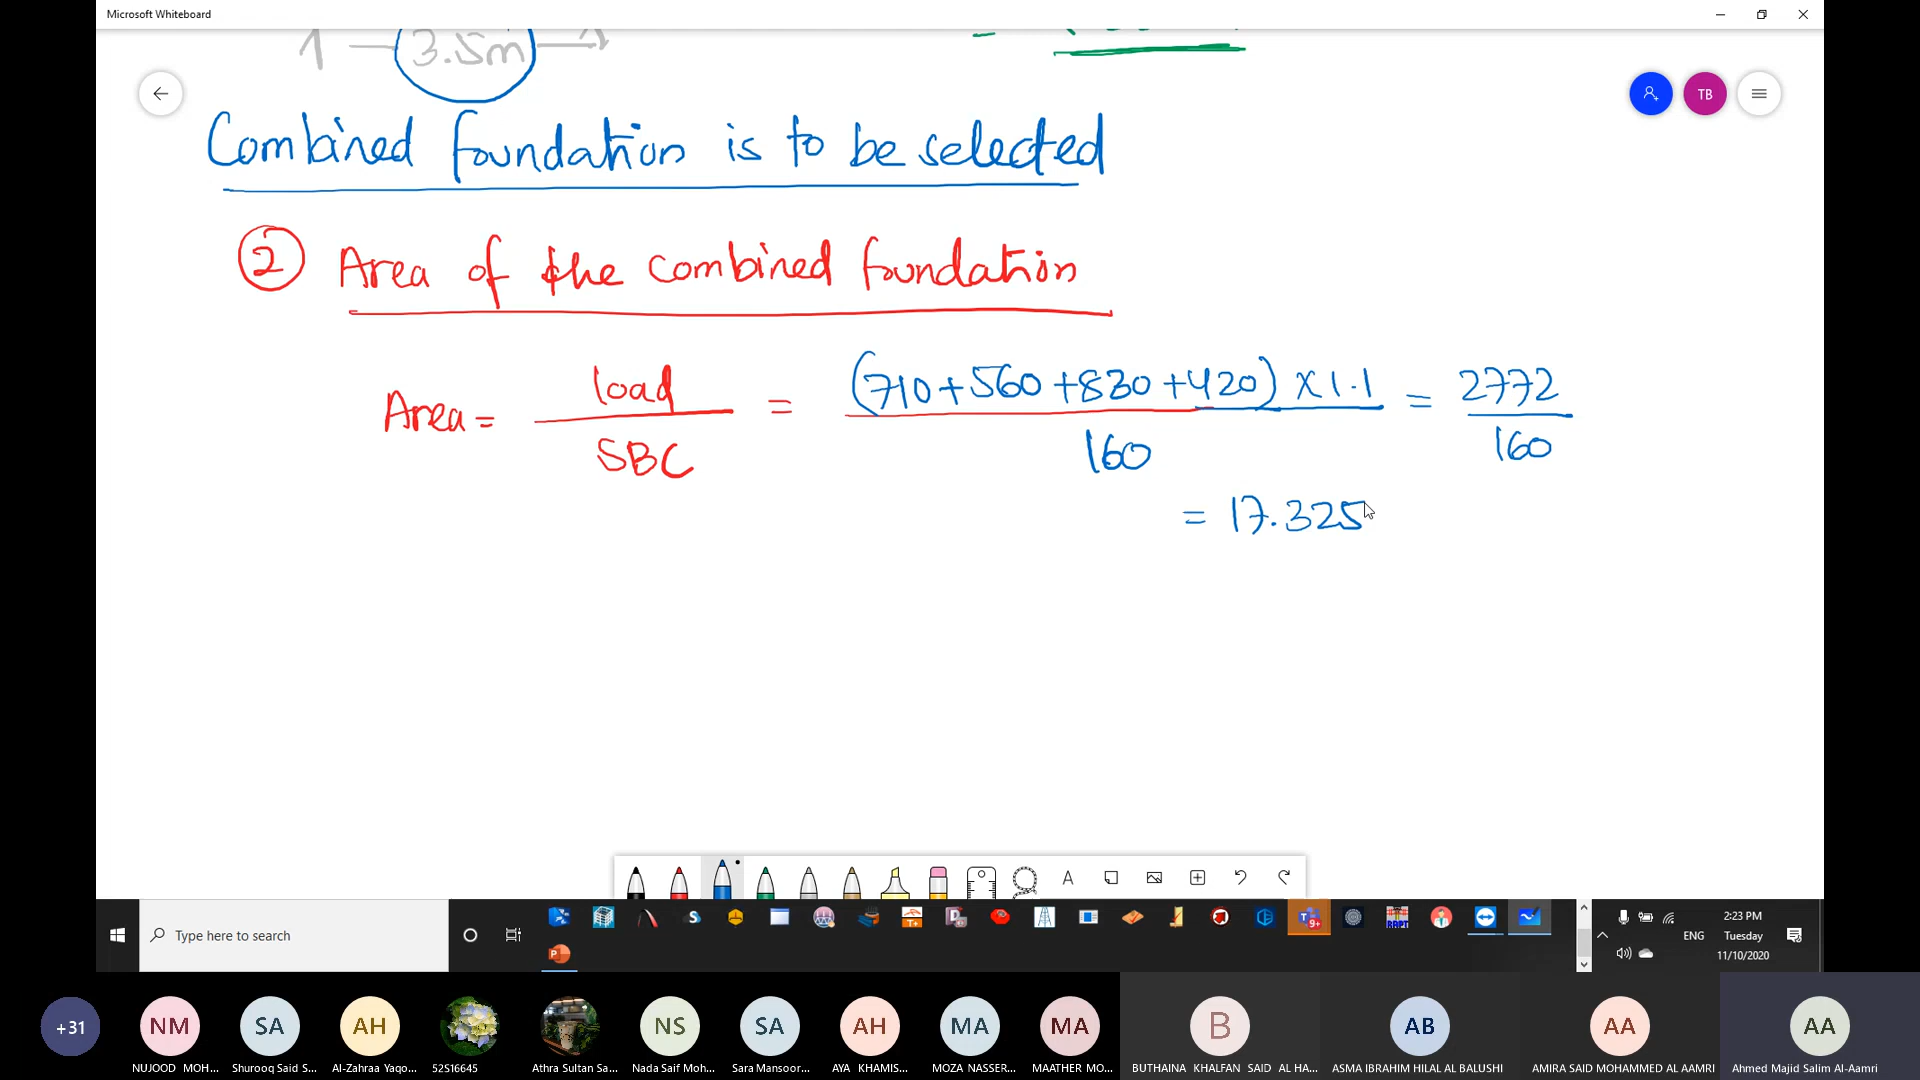 Microsoft Whiteboard
3.5m
TB
Combined foundation is to be selected
2 Area of the combined foundation
Area = load / SBC = (710+560+830+420) x 1.1 / 160 = 2772 / 160
= 17.325
A
Type here to search
ENG
2:23 PM
Tuesday
11/10/2020
+31
NM
SA
AH
NS
SA
AH
MA
MA
B
AB
AA
AA
NUJOOD MOH...
Shurooq Said S...
Al-Zahraa Yaqo...
52S16645
Athra Sultan Sa...
Nada Saif Moh...
Sara Mansoor...
AYA KHAMIS...
MOZA NASSER...
MAATHER MO...
BUTHAINA KHALFAN SAID AL HA...
ASMA IBRAHIM HILAL AL BALUSHI
AMIRA SAID MOHAMMED AL AAMRI
Ahmed Majid Salim Al-Aamri